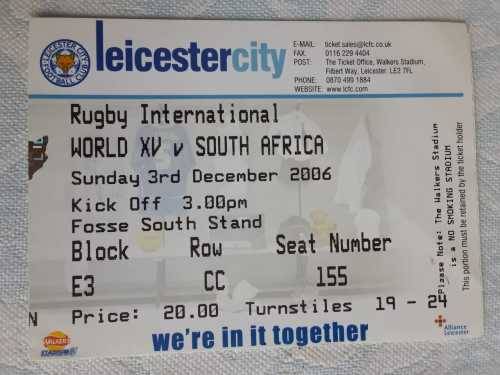 LEICESTER CITY
FOOTBALL CLUB
leicestercity
E-MAIL: ticket.sales@lcfc.co.uk
FAX: 0116 229 4404
POST: The Ticket Office, Walkers Stadium,
Filbert Way, Leicester. LE2 7FL
PHONE: 0870 499 1884
WEBSITE: www.lcfc.com
Rugby International
WORLD XV v SOUTH AFRICA
Sunday 3rd December 2006
Kick Off 3.00pm
Fosse South Stand
Block Row Seat Number
E3 CC 155
N Price: 20.00 Turnstiles 19 - 24
we're in it together
WALKERS
Alliance
Leicester
Please Note: The Walkers Stadium
is a NO SMOKING STADIUM
This portion must be retained by the ticket holder